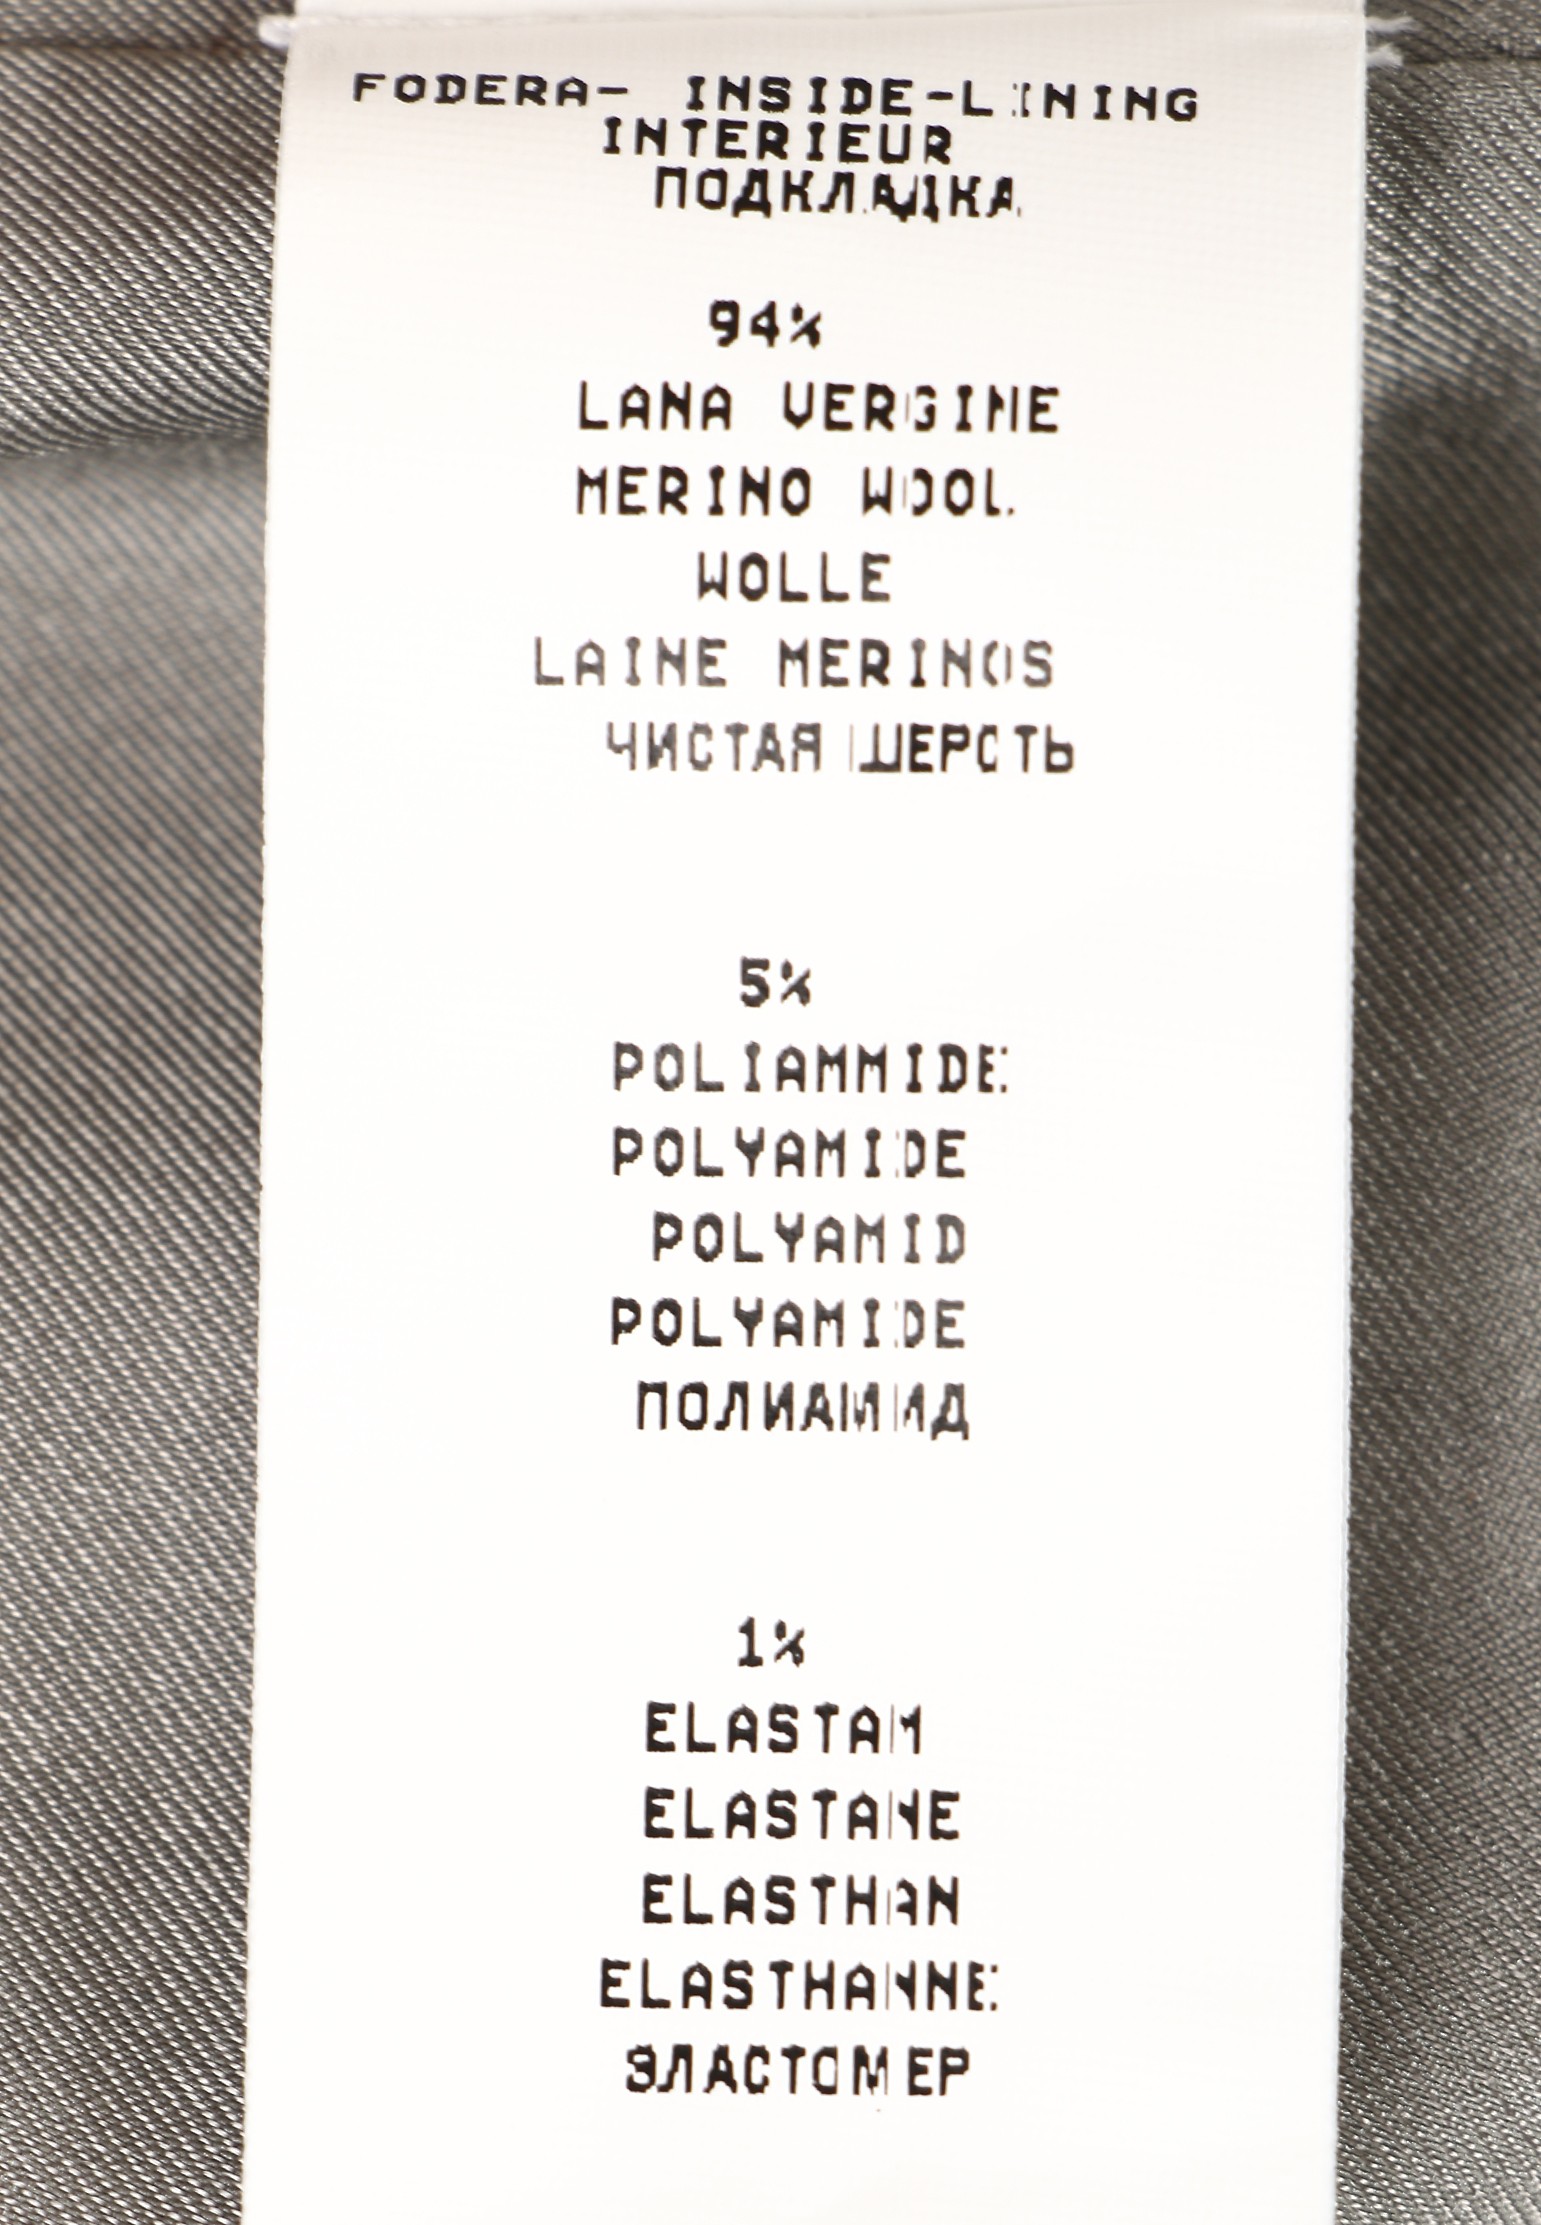 FODERA- INSIDE-LINING
INTERIEUR
ПОДКЛАДКА
94%
LANA VERGINE
MERINO WOOL
WOLLE
LAINE MERINOS
ЧИСТАЯ ШЕРСТЬ
5%
POLIAMMIDE
POLYAMIDE
POLYAMID
POLYAMIDE
ПОЛИАМИД
1%
ELASTAN
ELASTANE
ELASTHAN
ELASTHANNE
ЭЛАСТОМЕР